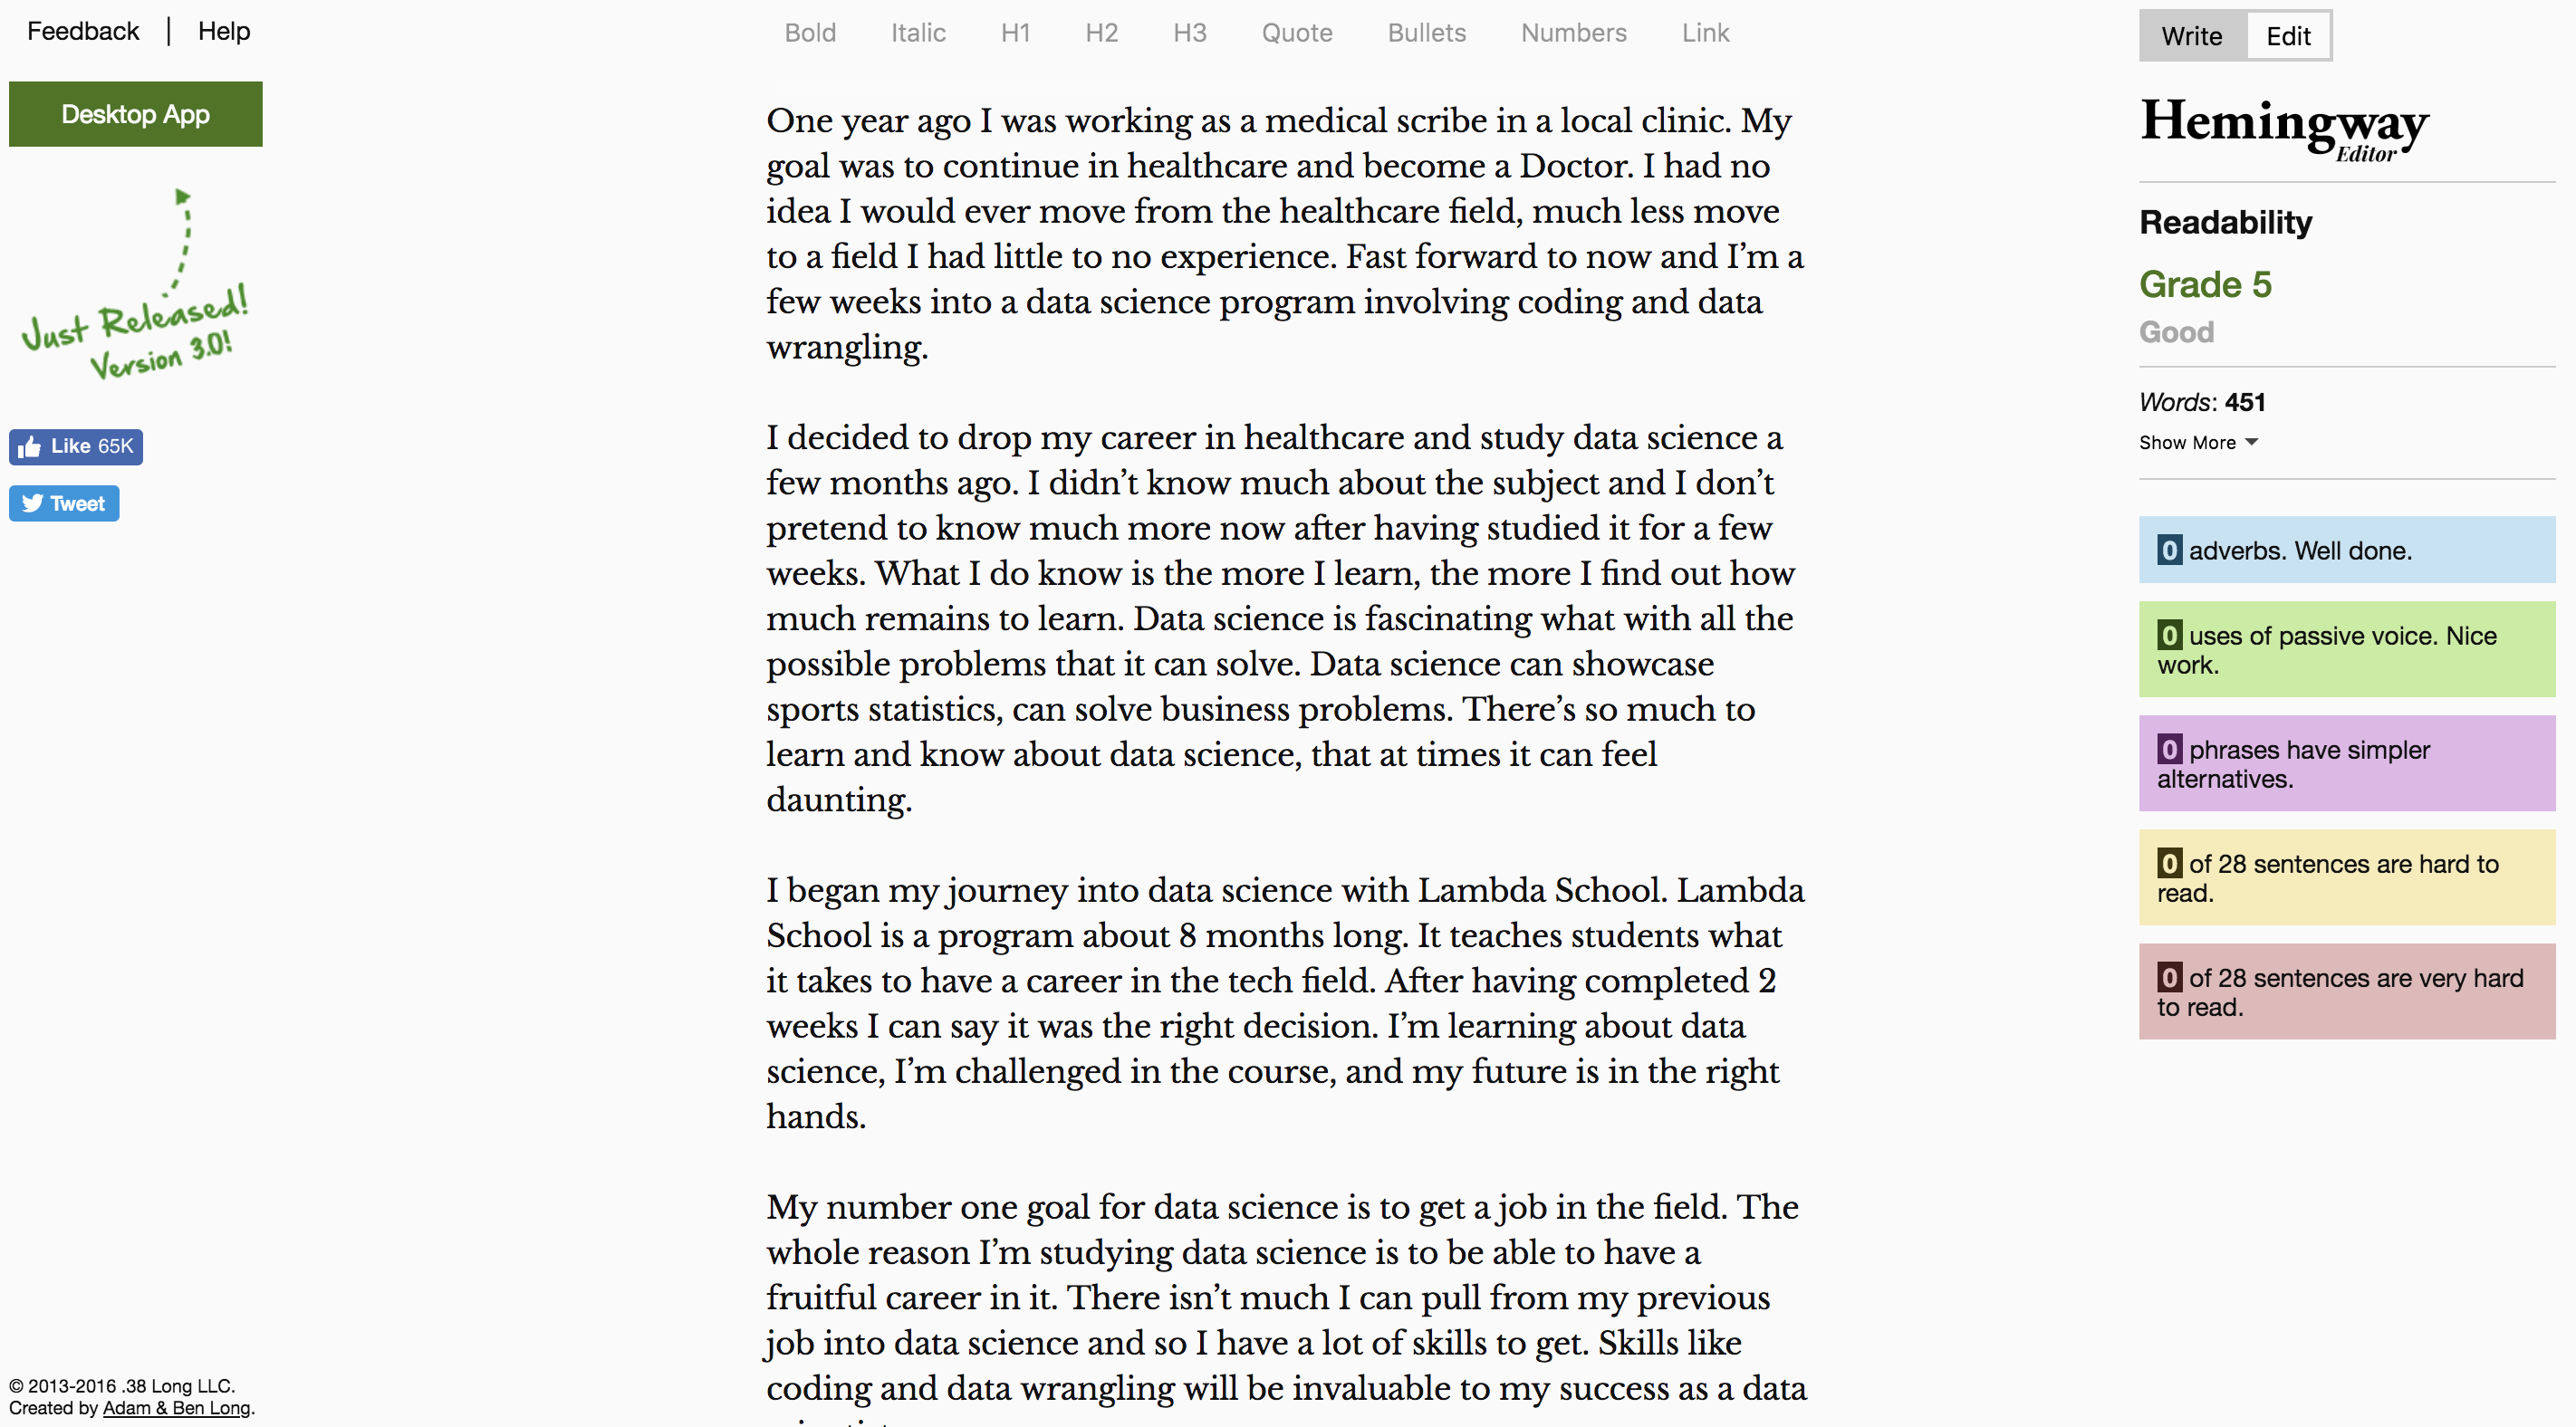 Feedback | Help
Bold Italic H1 H2 H3 Quote Bullets Numbers Link
Write Edit
Desktop App
Just Released!
Version 3.0!
Like 65K
Tweet
One year ago I was working as a medical scribe in a local clinic. My
goal was to continue in healthcare and become a Doctor. I had no
idea I would ever move from the healthcare field, much less move
to a field I had little to no experience. Fast forward to now and I’m a
few weeks into a data science program involving coding and data
wrangling.
I decided to drop my career in healthcare and study data science a
few months ago. I didn’t know much about the subject and I don’t
pretend to know much more now after having studied it for a few
weeks. What I do know is the more I learn, the more I find out how
much remains to learn. Data science is fascinating what with all the
possible problems that it can solve. Data science can showcase
sports statistics, can solve business problems. There’s so much to
learn and know about data science, that at times it can feel
daunting.
I began my journey into data science with Lambda School. Lambda
School is a program about 8 months long. It teaches students what
it takes to have a career in the tech field. After having completed 2
weeks I can say it was the right decision. I’m learning about data
science, I’m challenged in the course, and my future is in the right
hands.
My number one goal for data science is to get a job in the field. The
whole reason I’m studying data science is to be able to have a
fruitful career in it. There isn’t much I can pull from my previous
job into data science and so I have a lot of skills to get. Skills like
coding and data wrangling will be invaluable to my success as a data
Hemingway
Editor
Readability
Grade 5
Good
Words: 451
Show More
0 adverbs. Well done.
0 uses of passive voice. Nice
work.
0 phrases have simpler
alternatives.
0 of 28 sentences are hard to
read.
0 of 28 sentences are very hard
to read.
© 2013-2016 .38 Long LLC.
Created by Adam & Ben Long.